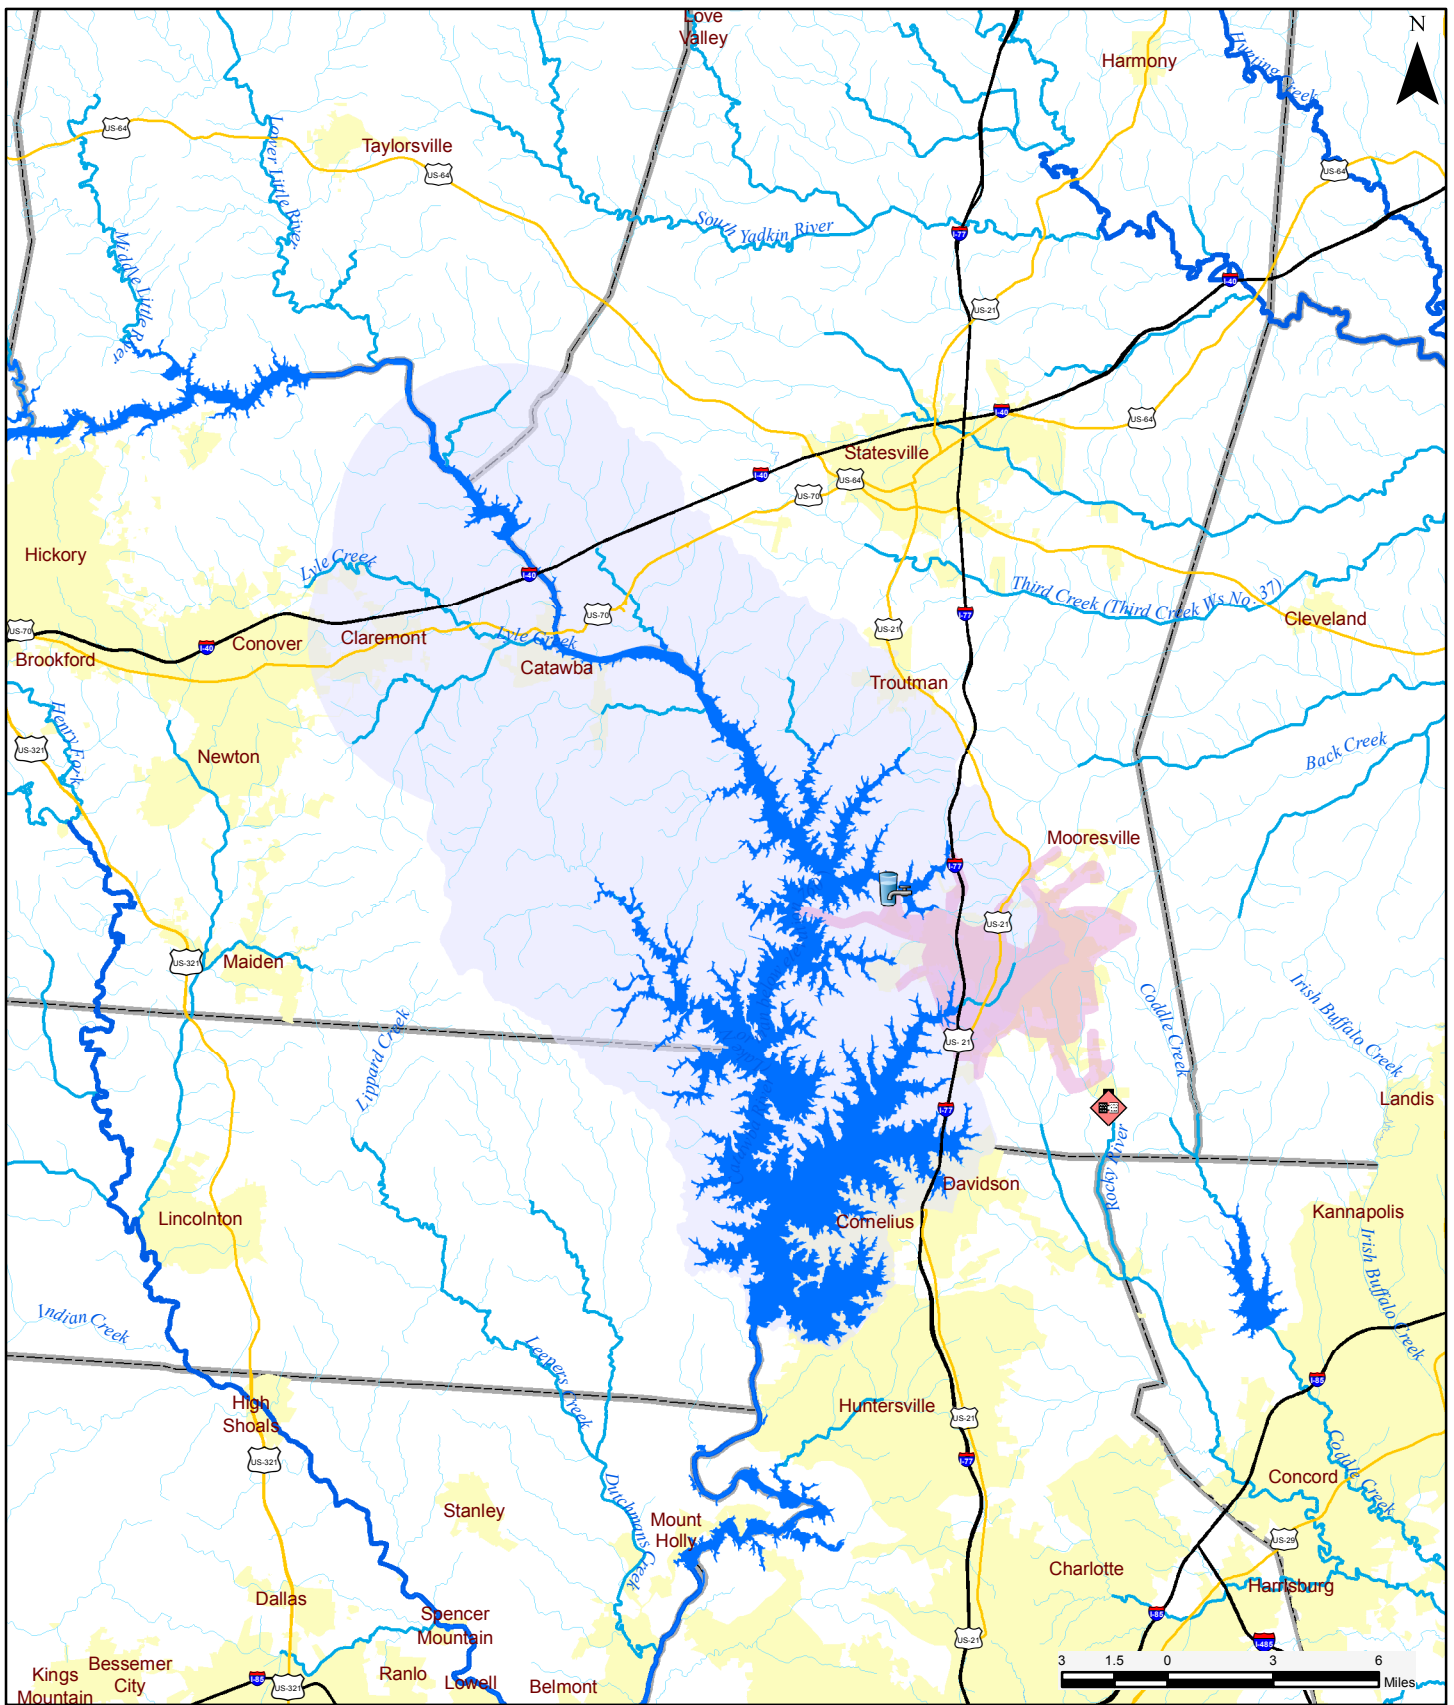 Love
Valley
N
Harmony
Hunting Creek
US-64
Taylorsville
US-64
US-64
Lower Little River
Middle Little River
South Yadkin River
I-77
I-40
US-21
I-40
US-64
Statesville
I-40
US-64
US-70
Hickory
Lyle Creek
I-40
Third Creek (Third Creek Ws No. 37)
US-70
I-77
Cleveland
US-70
US-21
Conover
Claremont
Lyle Creek
I-40
Brookford
Catawba
Troutman
Henry Fork
US-321
Newton
Back Creek
Mooresville
I-77
US-21
US-321
Maiden
Lippard Creek
Coddle Creek
Irish Buffalo Creek
US- 21
Landis
I-77
Rocky River
Davidson
Lincolnton
Cornelius
Kannapolis
Irish Buffalo Creek
Indian Creek
Leepers Creek
I-85
High
Shoals
Huntersville
US-21
US-321
I-77
Coddle Creek
Concord
Stanley
Dutchmans Creek
Mount
Holly
US-29
Charlotte
Harrisburg
Dallas
I-85
Spencer
Mountain
US-21
I-485
Kings
Mountain
Bessemer
City
I-85
US-321
Ranlo
Lowell
Belmont
3 1.5 0 3 6
Miles